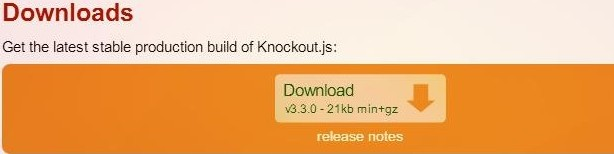 Downloads
Get the latest stable production build of Knockout.js:
Download
v3.3.0 - 21kb min+gz
release notes